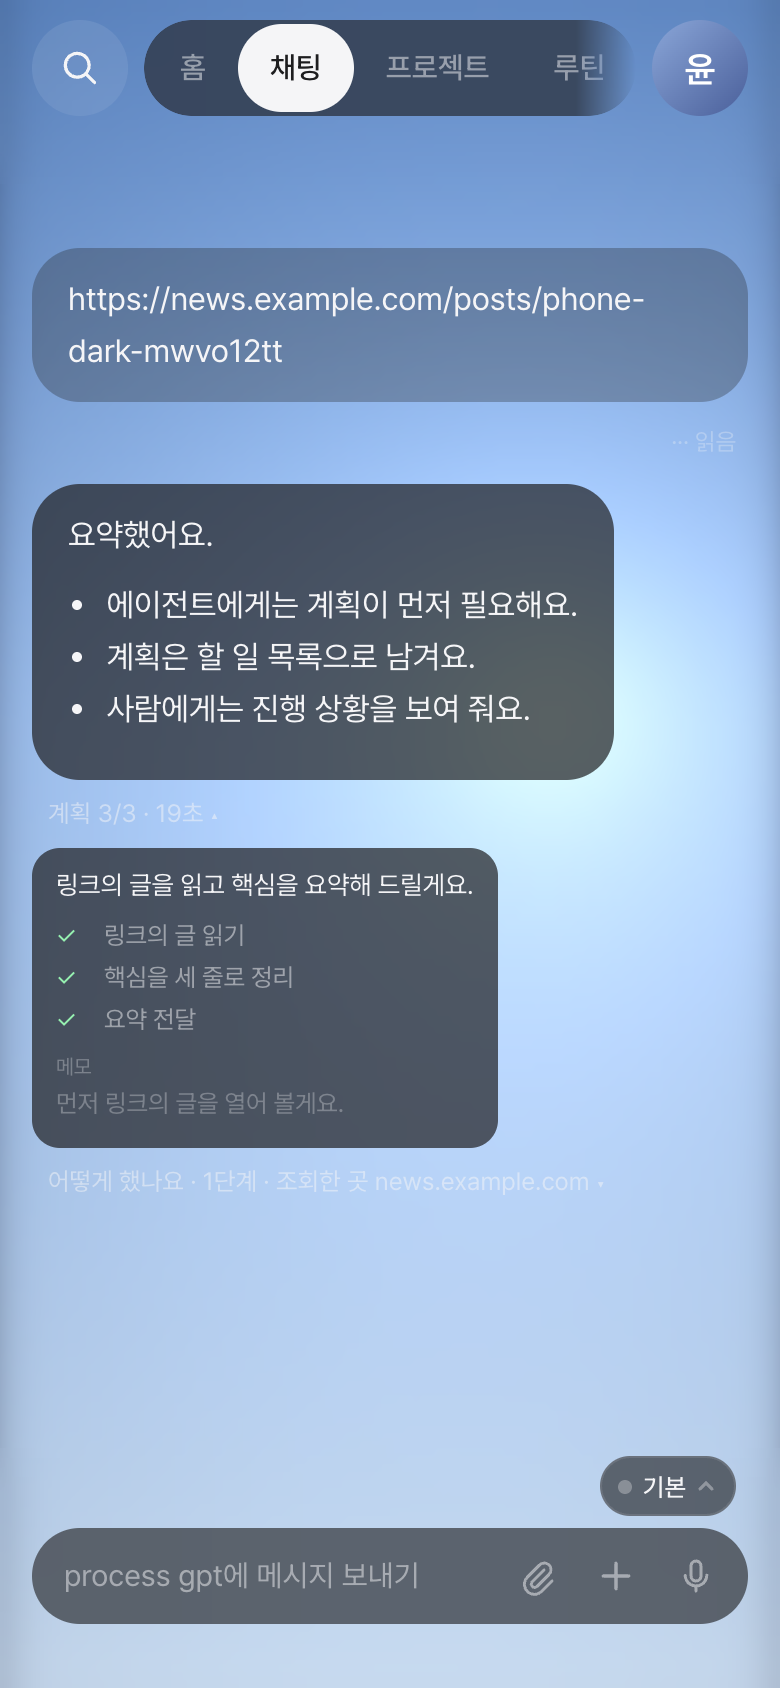 홈 채팅 프로젝트 루틴 윤
https://news.example.com/posts/phone-
dark-mwvo12tt
··· 읽음
요약했어요.
• 에이전트에게는 계획이 먼저 필요해요.
• 계획은 할 일 목록으로 남겨요.
• 사람에게는 진행 상황을 보여 줘요.
계획 3/3 · 19초
링크의 글을 읽고 핵심을 요약해 드릴게요.
링크의 글 읽기
핵심을 세 줄로 정리
요약 전달
메모
먼저 링크의 글을 열어 볼게요.
어떻게 했나요 · 1단계 · 조회한 곳 news.example.com
기본
process gpt에 메시지 보내기